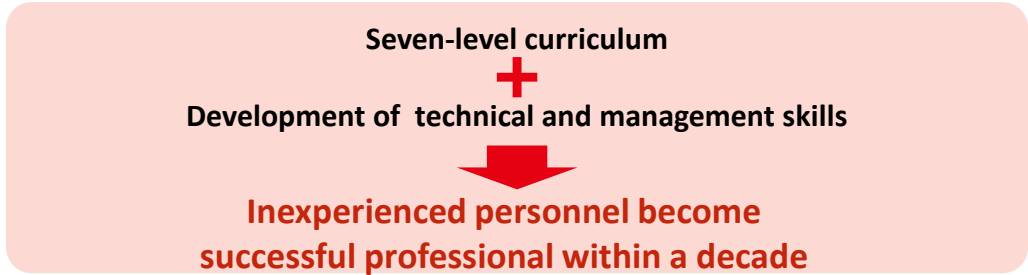 Seven-level curriculum
+
Development of technical and management skills
Inexperienced personnel become
successful professional within a decade